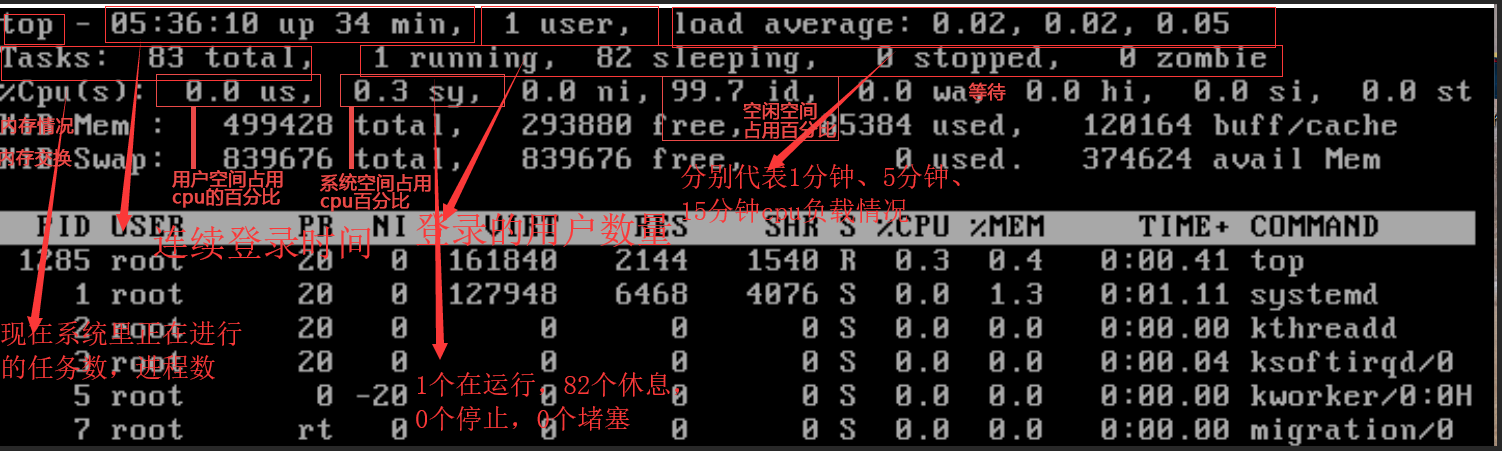 top - 05:36:10 up 34 min, 1 user, load average: 0.02, 0.02, 0.05
Tasks: 83 total, 1 running, 82 sleeping, 0 stopped, 0 zombie
%Cpu(s): 0.0 us, 0.3 sy, 0.0 ni, 99.7 id, 0.0 wa, 等待 0.0 hi, 0.0 si, 0.0 st
内存情况
Mem : 499428 total, 293880 free, 85384 used, 120164 buff/cache
空闲空间
占用百分比
内存交换
Swap: 839676 total, 839676 free, 0 used. 374624 avail Mem
用户空间占用
cpu的百分比
系统空间占用
cpu百分比
分别代表1分钟、5分钟、
15分钟cpu负载情况
PID USER PR NI VIRT RES SHR S %CPU %MEM TIME+ COMMAND
连续登录时间
登录的用户数量
1285 root 20 0 161840 2144 1540 R 0.3 0.4 0:00.41 top
1 root 20 0 127948 6468 4076 S 0.0 1.3 0:01.11 systemd
2 root 20 0 0 0 0 S 0.0 0.0 0:00.00 kthreadd
现在系统里正在进行
的任务数，进程数
3 root 20 0 0 0 0 S 0.0 0.0 0:00.04 ksoftirqd/0
5 root 0 -20 0 0 0 S 0.0 0.0 0:00.00 kworker/0:0H
1个在运行，82个休息，
0个停止，0个堵塞
7 root rt 0 0 0 0 S 0.0 0.0 0:00.00 migration/0